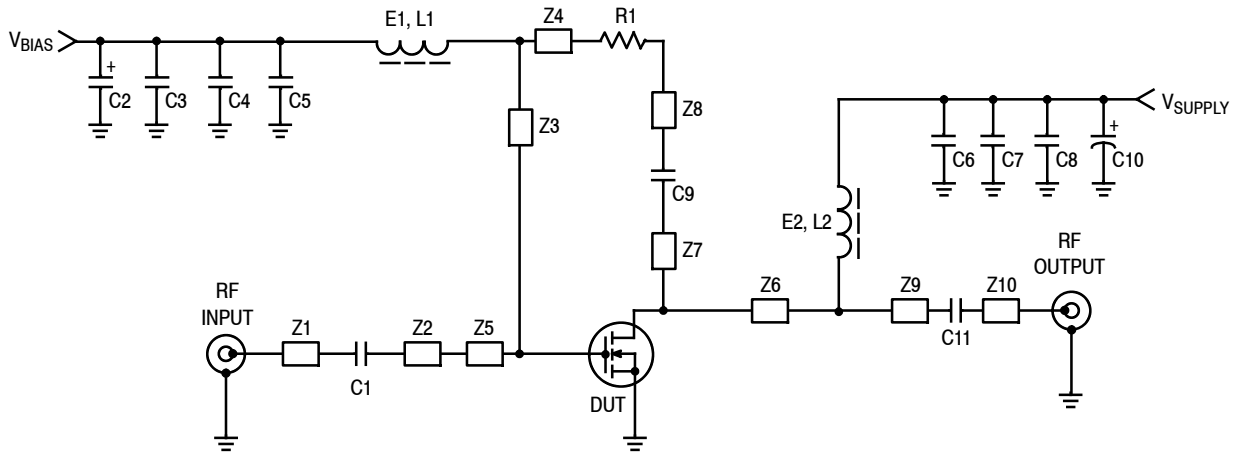 E1, L1
Z4
R1
VBIAS
+
C2
C3
C4
C5
Z3
Z8
C9
Z7
VSUPPLY
+
C6
C7
C8
C10
E2, L2
RF
OUTPUT
Z6
Z9
Z10
C11
RF
INPUT
Z1
Z2
Z5
C1
DUT